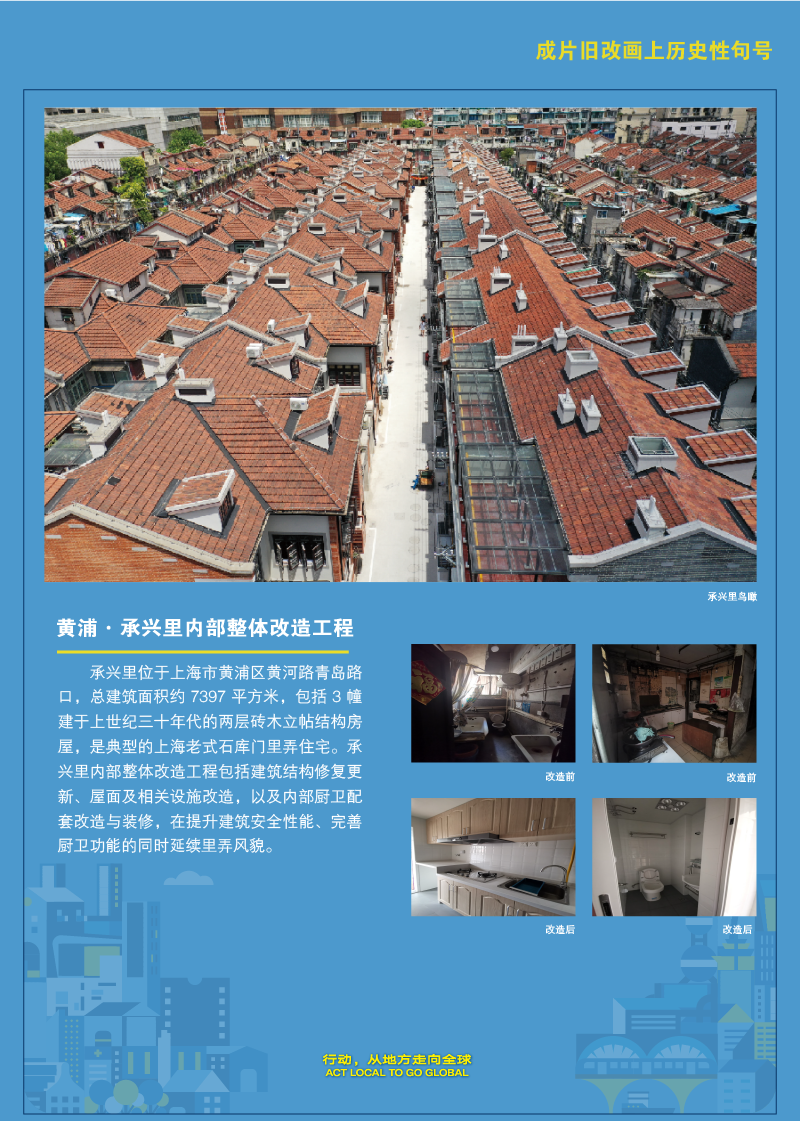 成片旧改画上历史性句号
承兴里鸟瞰
黄浦·承兴里内部整体改造工程
承兴里位于上海市黄浦区黄河路青岛路
口，总建筑面积约 7397 平方米，包括 3 幢
建于上世纪三十年代的两层砖木立帖结构房
屋，是典型的上海老式石库门里弄住宅。承
兴里内部整体改造工程包括建筑结构修复更
新、屋面及相关设施改造，以及内部厨卫配
套改造与装修，在提升建筑安全性能、完善
厨卫功能的同时延续里弄风貌。
改造前
改造前
改造后
改造后
行动，从地方走向全球
ACT LOCAL TO GO GLOBAL